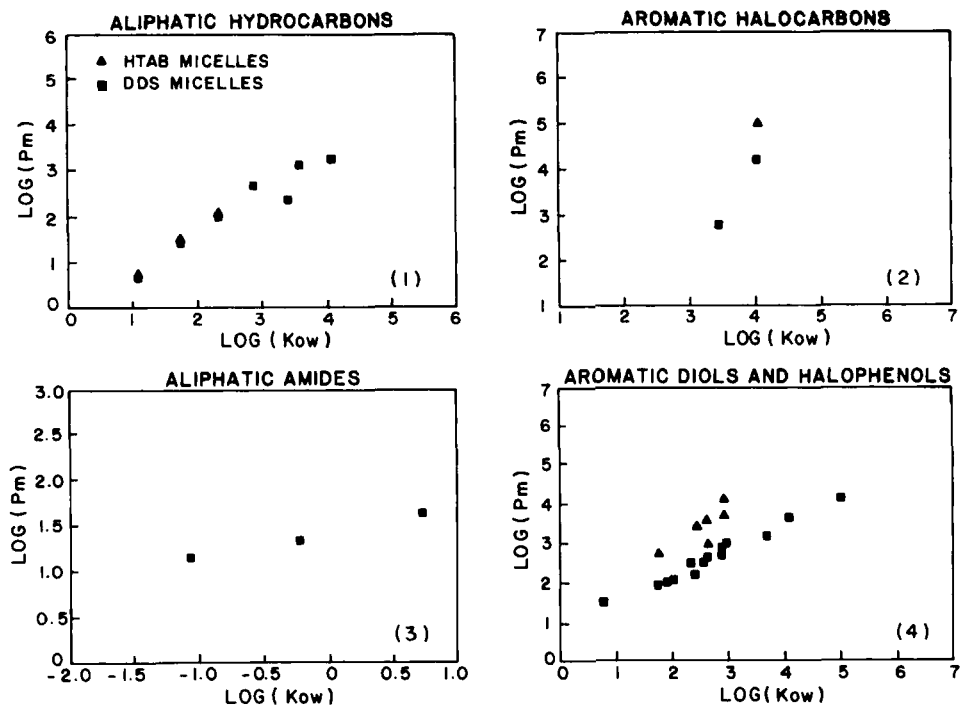 ALIPHATIC HYDROCARBONS
6
5
4
3
2
1
0
LOG (Pm)
▲ HTAB MICELLES
■ DDS MICELLES
(1)
0 1 2 3 4 5 6
LOG (Kow)
AROMATIC HALOCARBONS
7
6
5
4
3
2
1
LOG (Pm)
(2)
1 2 3 4 5 6 7
LOG (Kow)
ALIPHATIC AMIDES
3.0
2.5
2.0
1.5
1.0
0.5
0
LOG (Pm)
(3)
-2.0 -1.5 -1.0 -0.5 0.0 0.5 1.0
LOG (Kow)
AROMATIC DIOLS AND HALOPHENOLS
7
6
5
4
3
2
1
0
LOG (Pm)
(4)
0 1 2 3 4 5 6 7
LOG (Kow)